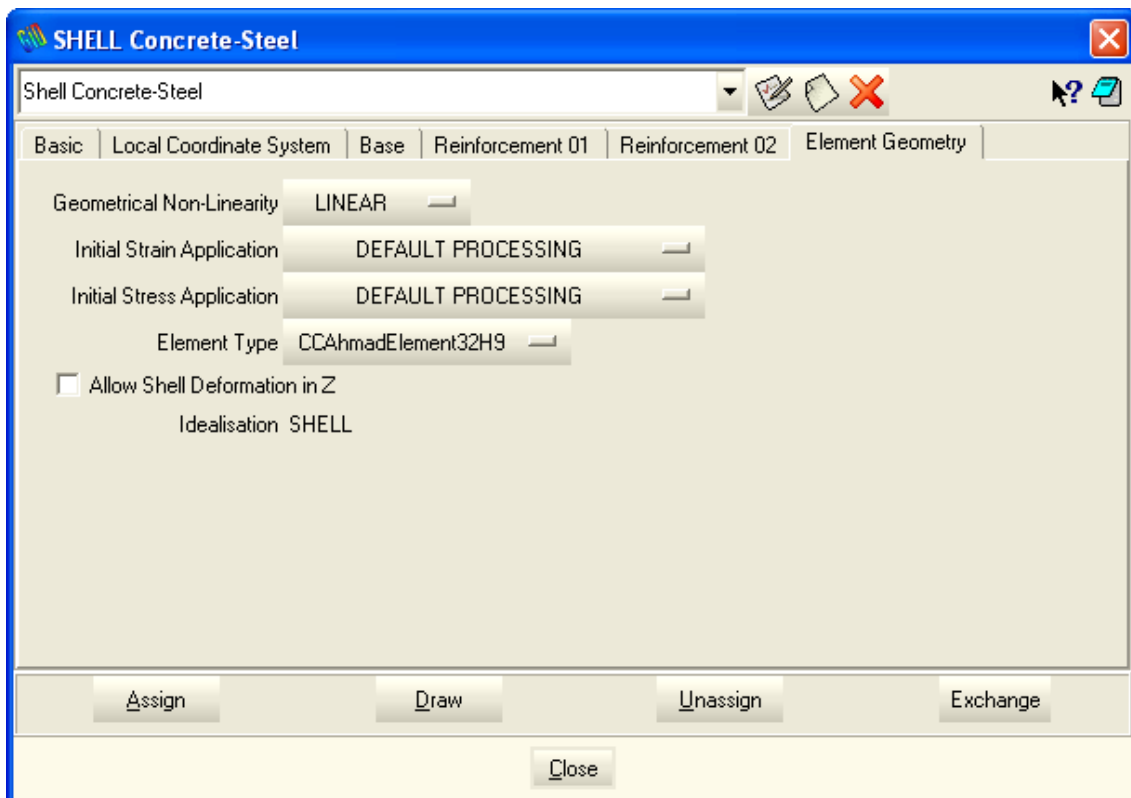 SHELL Concrete-Steel
Shell Concrete-Steel
Basic Local Coordinate System Base Reinforcement 01 Reinforcement 02 Element Geometry
Geometrical Non-Linearity LINEAR
Initial Strain Application DEFAULT PROCESSING
Initial Stress Application DEFAULT PROCESSING
Element Type CCAhmadElement32H9
Allow Shell Deformation in Z
Idealisation SHELL
Assign Draw Unassign Exchange
Close